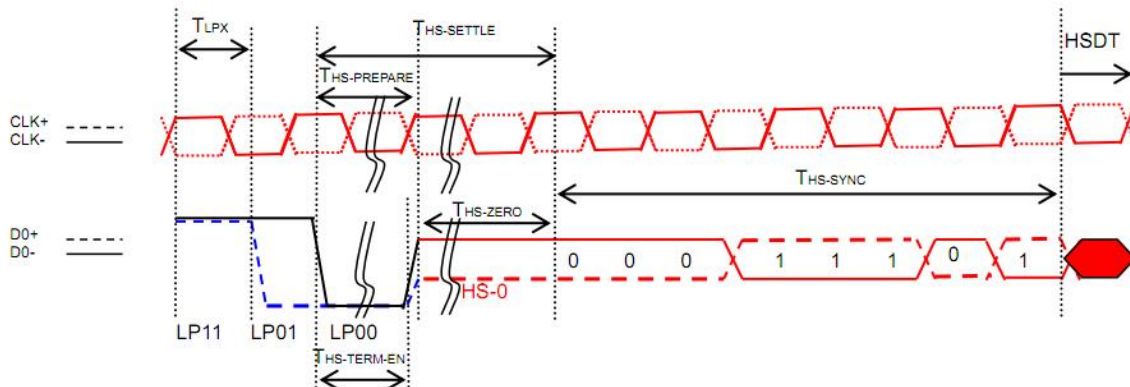 TLPX
THS-SETTLE
HSDT
THS-PREPARE
CLK+
CLK-
THS-SYNC
THS-ZERO
D0+
D0-
0 0 0 1 1 1 0 1
HS-0
LP11 LP01 LP00
THS-TERM-EN